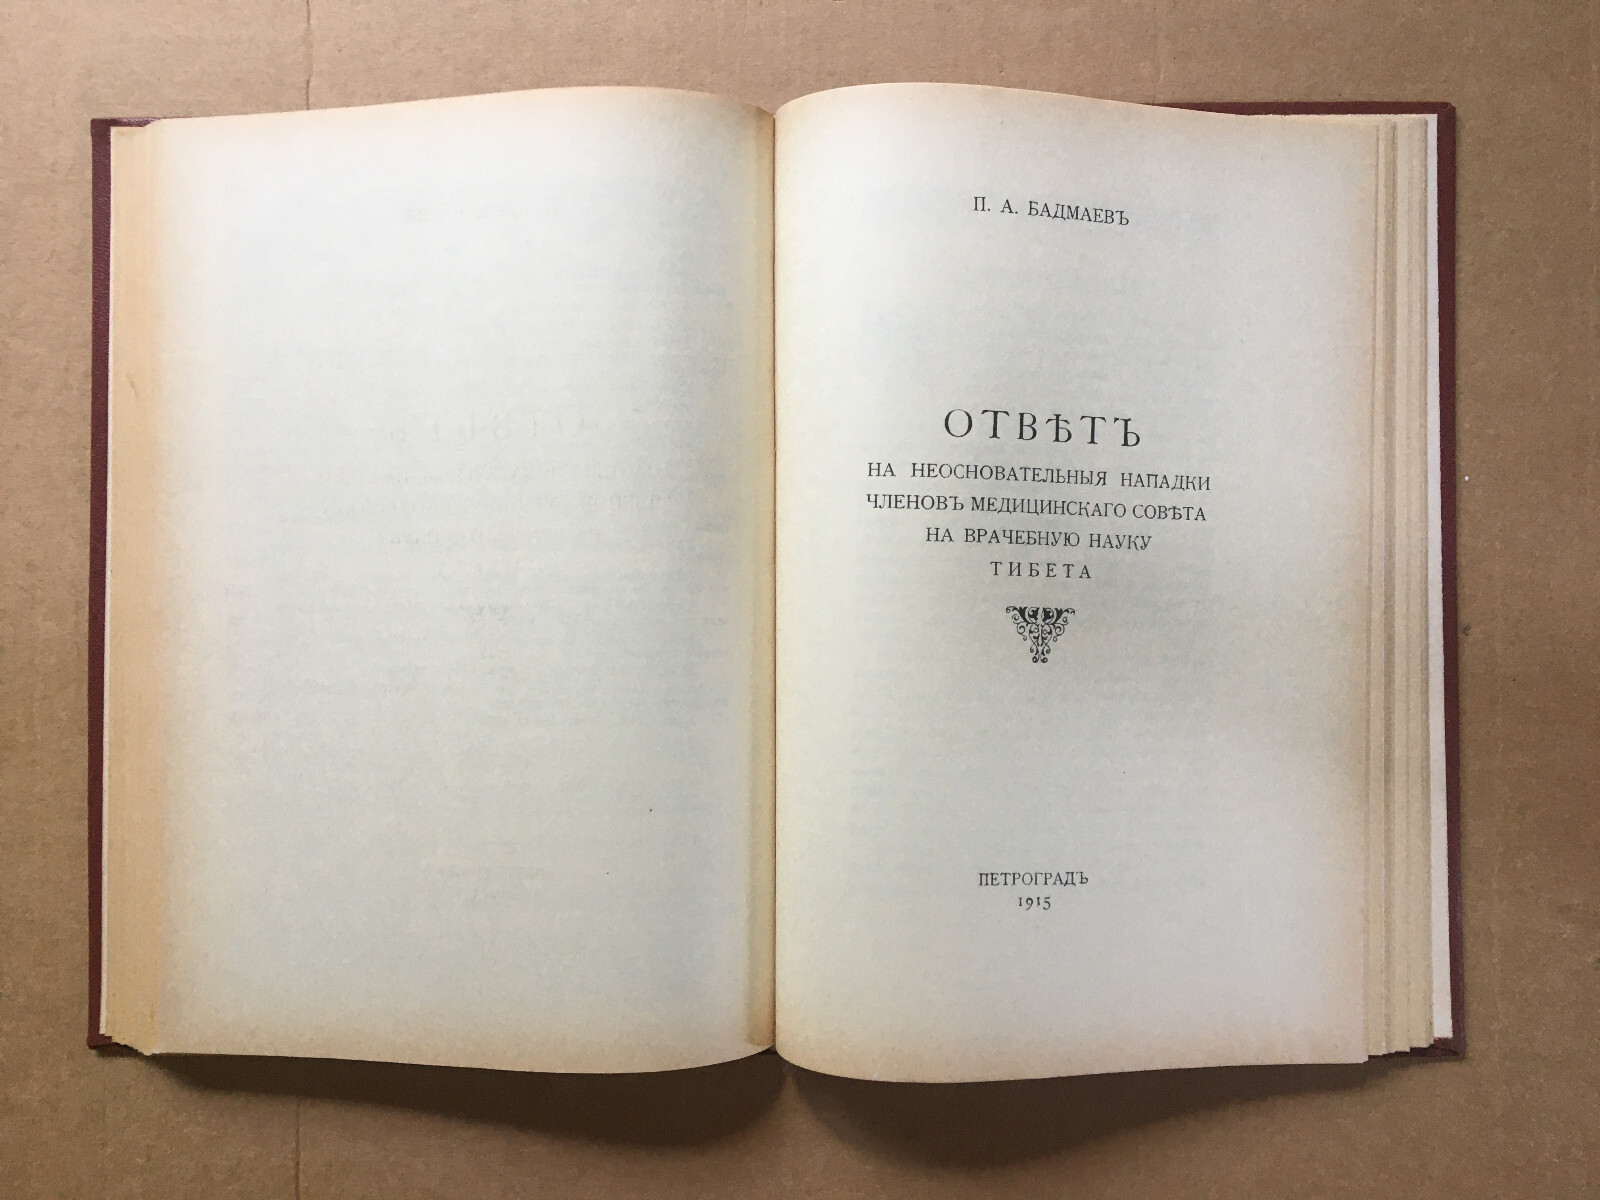 П. А. БАДМАЕВЪ
ОТВѢТЪ
НА НЕОСНОВАТЕЛЬНЫЯ НАПАДКИ
ЧЛЕНОВЪ МЕДИЦИНСКАГО СОВѢТА
НА ВРАЧЕБНУЮ НАУКУ
ТИБЕТА
ПЕТРОГРАДЪ
1915